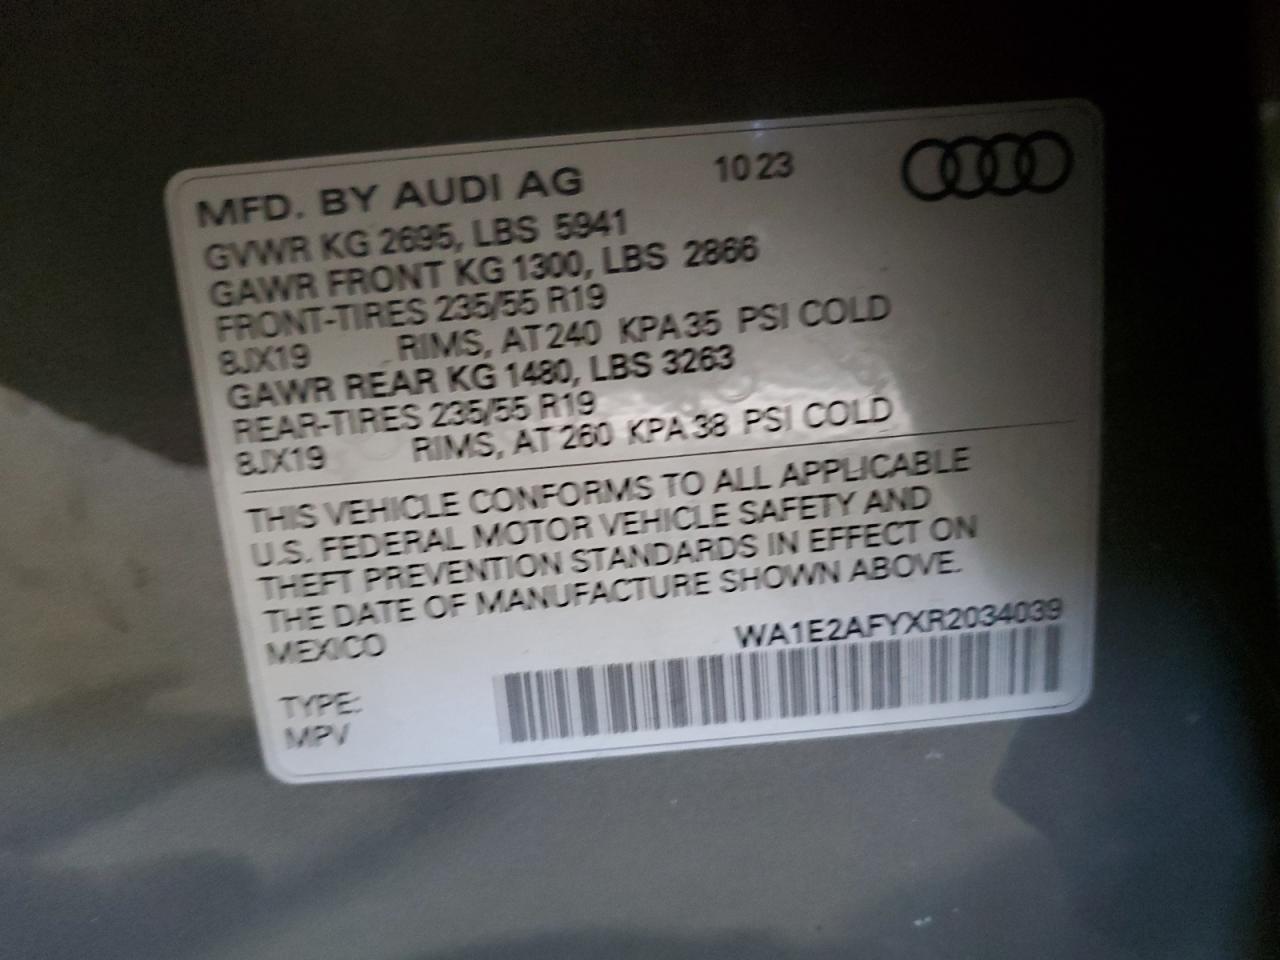 MFD. BY AUDI AG 10 23
GVWR KG 2695, LBS 5941
GAWR FRONT KG 1300, LBS 2866
FRONT-TIRES 235/55 R19
8JX19 RIMS, AT 240 KPA 35 PSI COLD
GAWR REAR KG 1480, LBS 3263
REAR-TIRES 235/55 R19
8JX19 RIMS, AT 260 KPA 38 PSI COLD
THIS VEHICLE CONFORMS TO ALL APPLICABLE
U.S. FEDERAL MOTOR VEHICLE SAFETY AND
THEFT PREVENTION STANDARDS IN EFFECT ON
THE DATE OF MANUFACTURE SHOWN ABOVE.
MEXICO WA1E2AFYXR2034039
TYPE:
MPV